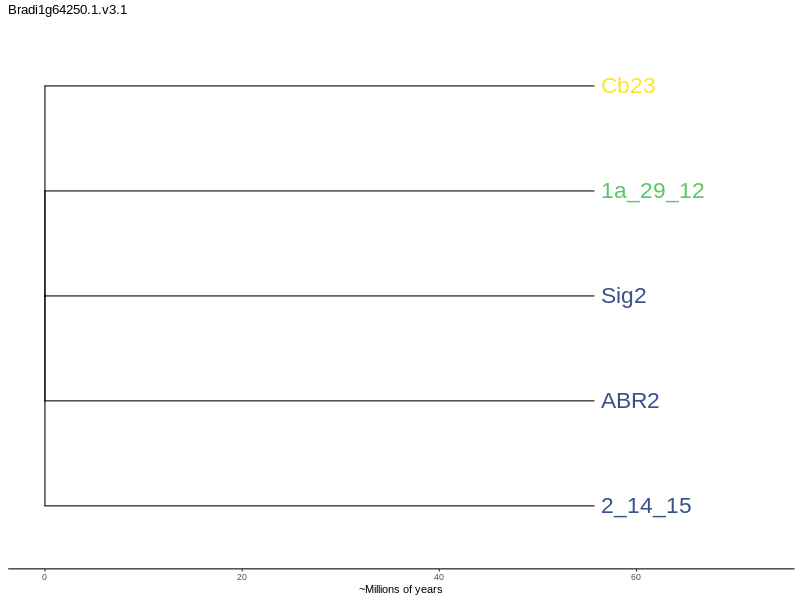 Bradi1g64250.1.v3.1
Cb23
1a_29_12
Sig2
ABR2
2_14_15
0 20 40 60
~Millions of years